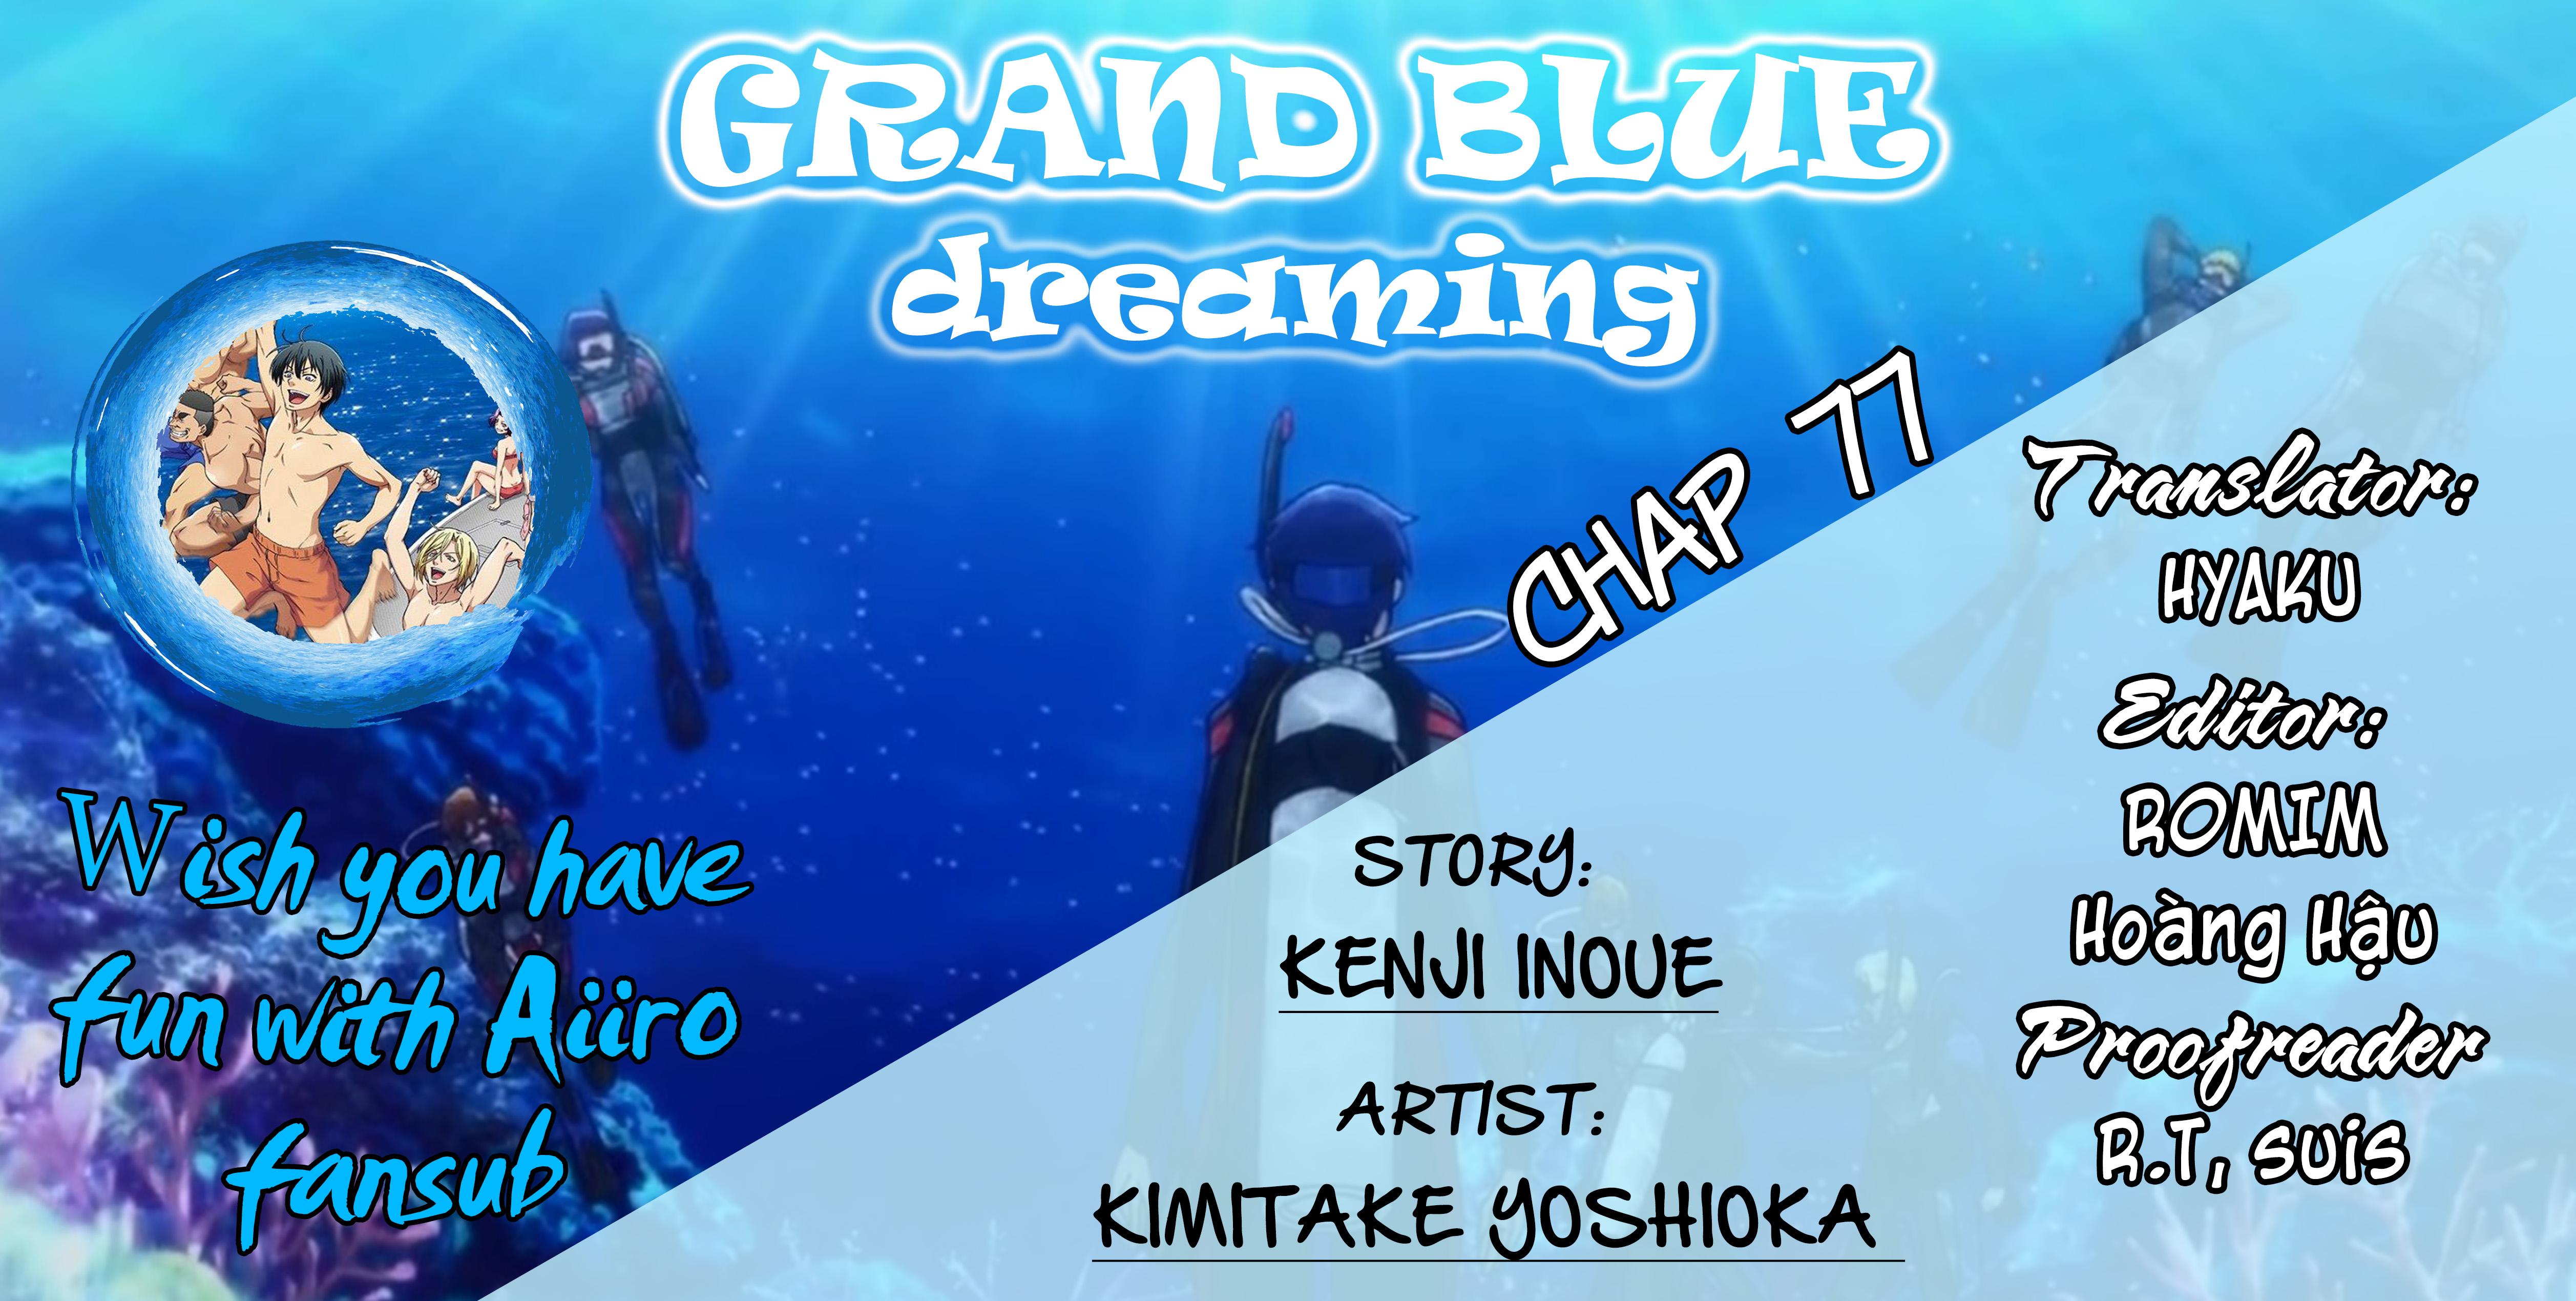 GRAND BLUE
dreaming
CHAP 77
Translator:
HYAKU
Editor:
ROMIM
Hoàng Hậu
Proofreader
R.T, suis
STORY:
KENJI INOUE
ARTIST:
KIMITAKE YOSHIOKA
Wish you have
fun with Aiiro
fansub